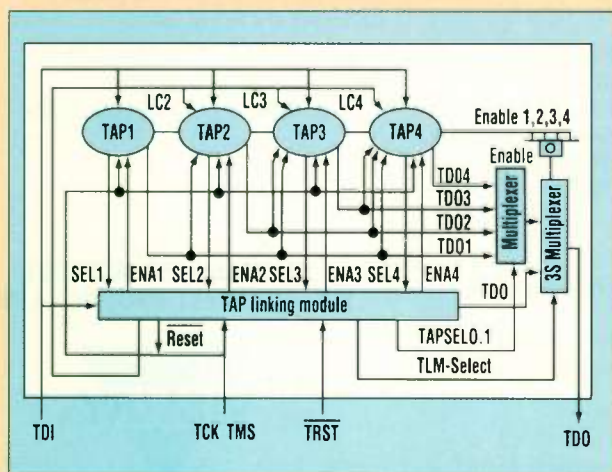 LC2 LC3 LC4
TAP1 TAP2 TAP3 TAP4
Enable 1,2,3,4
Enable
TDO4
TDO3
TDO2
TDO1
Multiplexer
3S Multiplexer
SEL1 ENA1 SEL2 ENA2 SEL3 ENA3 SEL4 ENA4
TDO
TAP linking module
Reset
TAPSEL0.1
TLM-Select
TDI TCK TMS TRST TDO